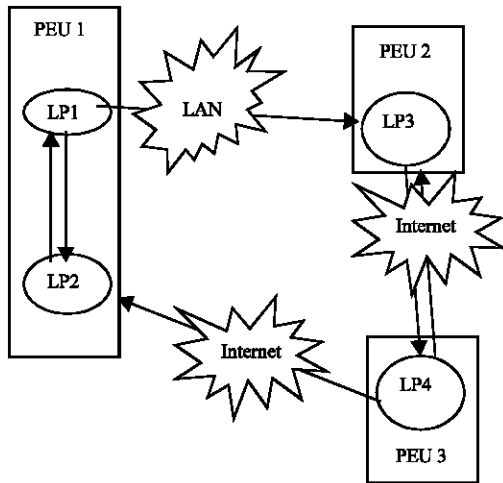 PEU 1
PEU 2
LP1
LAN
LP3
Internet
LP2
Internet
LP4
PEU 3